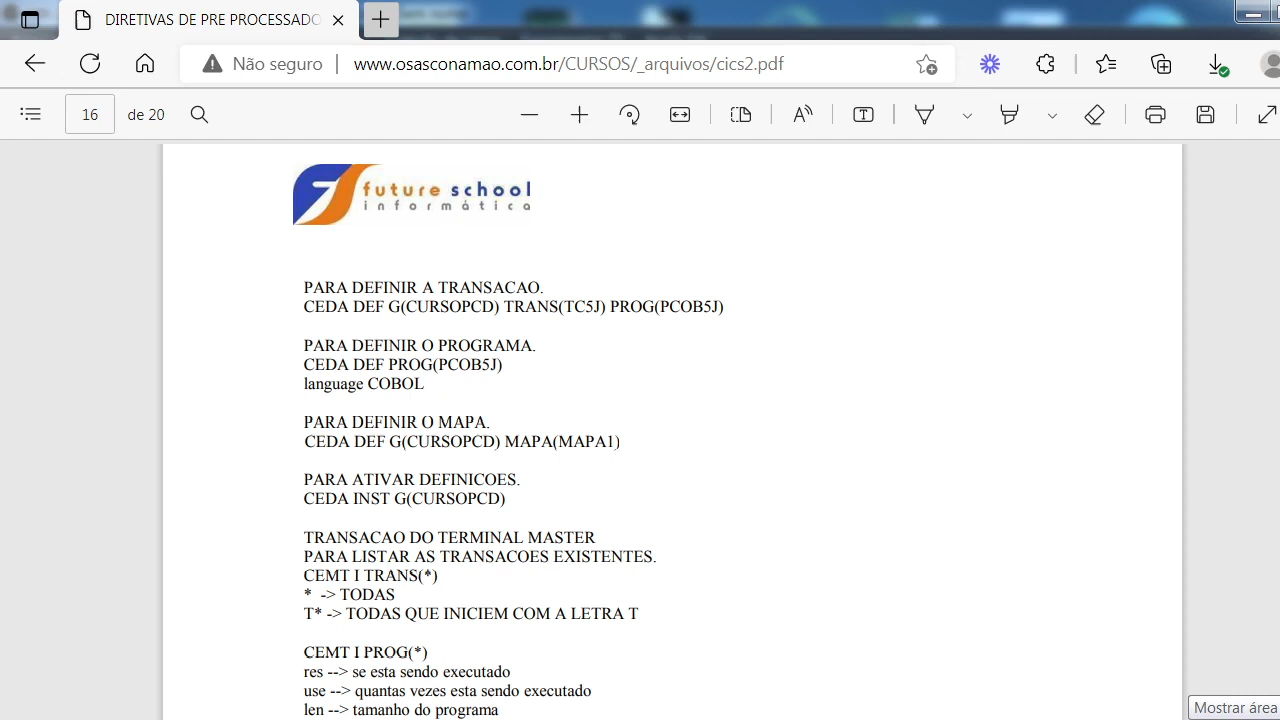 DIRETIVAS DE PRE PROCESSADO
Não seguro
www.osasconamao.com.br/CURSOS/_arquivos/cics2.pdf
16 de 20
future school
informática
PARA DEFINIR A TRANSACAO.
CEDA DEF G(CURSOPCD) TRANS(TC5J) PROG(PCOB5J)
PARA DEFINIR O PROGRAMA.
CEDA DEF PROG(PCOB5J)
language COBOL
PARA DEFINIR O MAPA.
CEDA DEF G(CURSOPCD) MAPA(MAPA1)
PARA ATIVAR DEFINICOES.
CEDA INST G(CURSOPCD)
TRANSACAO DO TERMINAL MASTER
PARA LISTAR AS TRANSACOES EXISTENTES.
CEMT I TRANS(*)
* -> TODAS
T* -> TODAS QUE INICIEM COM A LETRA T
CEMT I PROG(*)
res --> se esta sendo executado
use --> quantas vezes esta sendo executado
len --> tamanho do programa
Mostrar área